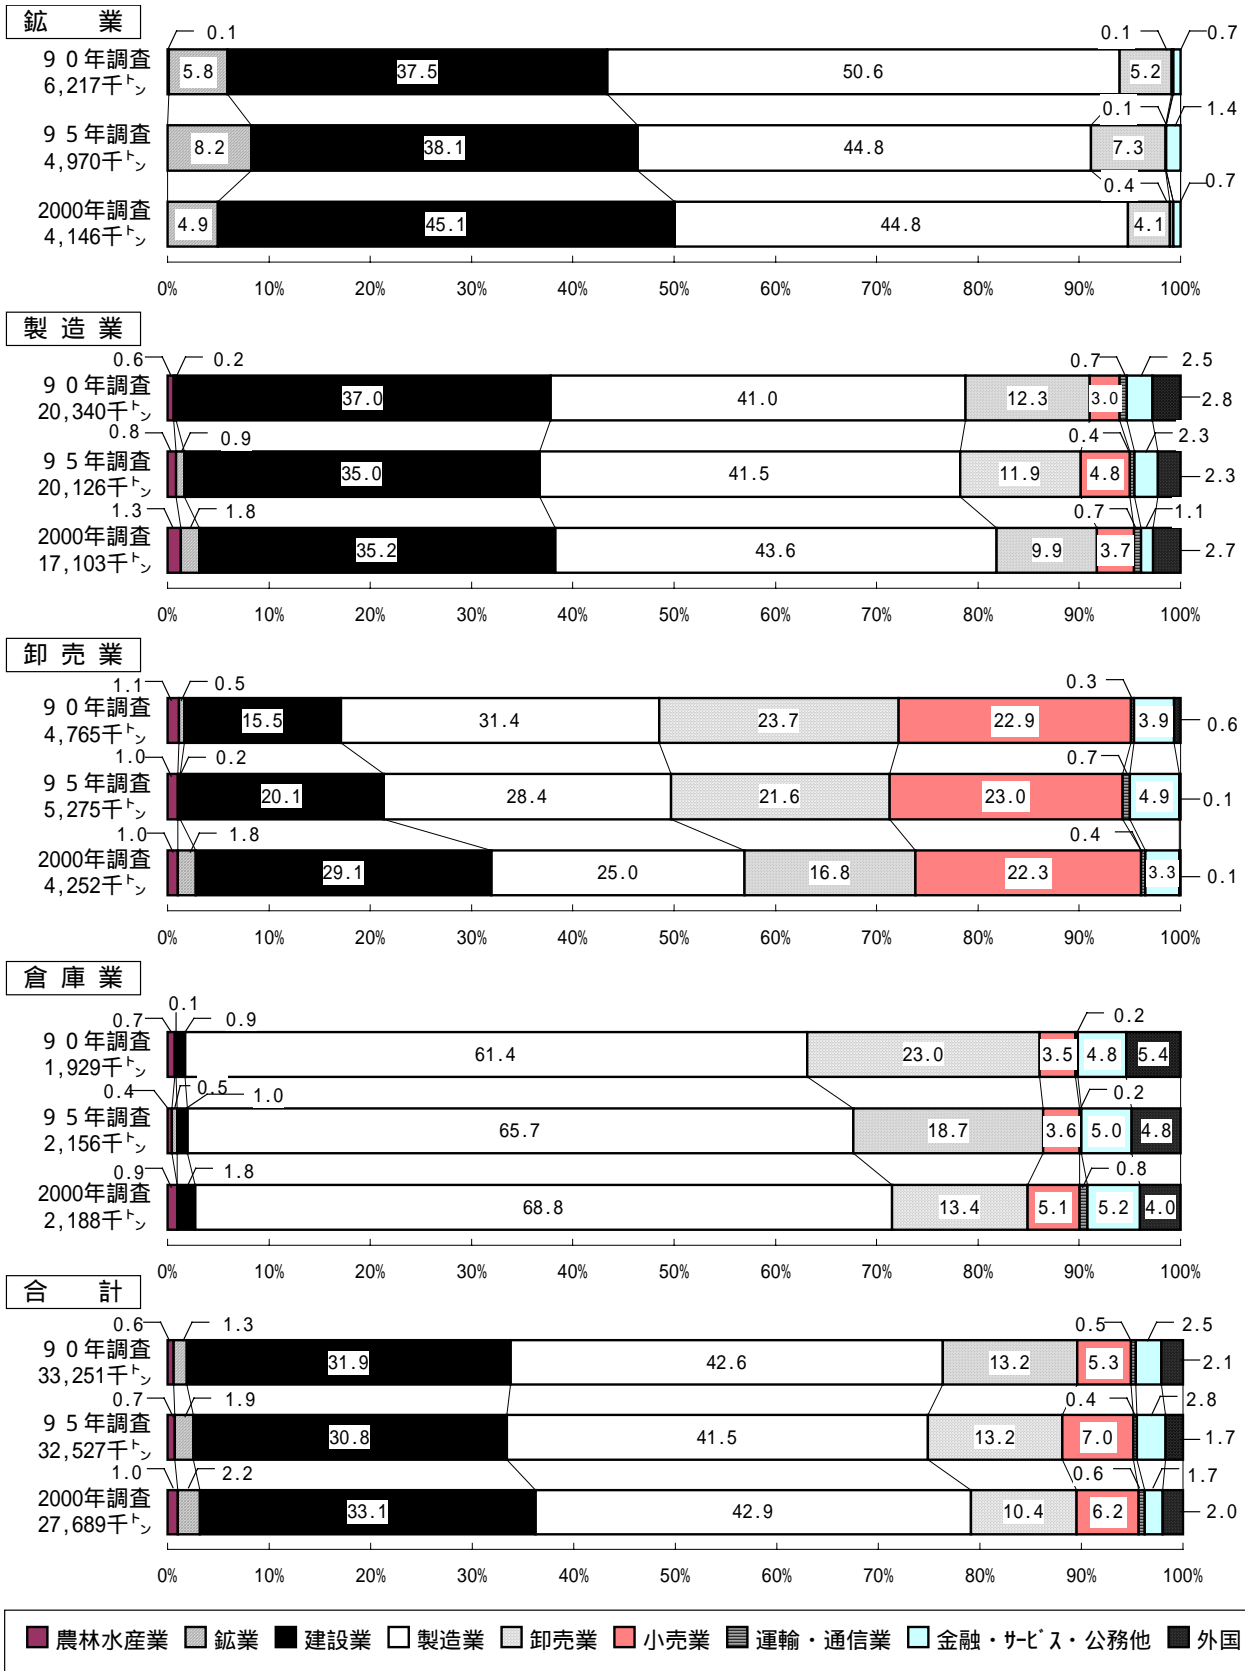 鉱業
0.1 0.1 0.7
９０年調査 5.8 37.5 50.6 5.2
6,217千㌧
0.1 1.4
９５年調査 8.2 38.1 44.8 7.3
4,970千㌧
0.4 0.7
2000年調査 4.9 45.1 44.8 4.1
4,146千㌧
0% 10% 20% 30% 40% 50% 60% 70% 80% 90% 100%
製造業
0.6 0.2 0.7 2.5
９０年調査 37.0 41.0 12.3 3.0 2.8
20,340千㌧
0.8 0.9 0.4 2.3
９５年調査 35.0 41.5 11.9 4.8 2.3
20,126千㌧
1.3 1.8 0.7 1.1
2000年調査 35.2 43.6 9.9 3.7 2.7
17,103千㌧
0% 10% 20% 30% 40% 50% 60% 70% 80% 90% 100%
卸売業
1.1 0.5 0.3
９０年調査 15.5 31.4 23.7 22.9 3.9 0.6
4,765千㌧
1.0 0.2 0.7
９５年調査 20.1 28.4 21.6 23.0 4.9 0.1
5,275千㌧
1.0 1.8 0.4
2000年調査 29.1 25.0 16.8 22.3 3.3 0.1
4,252千㌧
0% 10% 20% 30% 40% 50% 60% 70% 80% 90% 100%
倉庫業
0.7 0.1 0.9 0.2
９０年調査 61.4 23.0 3.5 4.8 5.4
1,929千㌧
0.4 0.5 1.0 0.2
９５年調査 65.7 18.7 3.6 5.0 4.8
2,156千㌧
0.9 1.8 0.8
2000年調査 68.8 13.4 5.1 5.2 4.0
2,188千㌧
0% 10% 20% 30% 40% 50% 60% 70% 80% 90% 100%
合計
0.6 1.3 0.5 2.5
９０年調査 31.9 42.6 13.2 5.3 2.1
33,251千㌧
0.7 1.9 0.4 2.8
９５年調査 30.8 41.5 13.2 7.0 1.7
32,527千㌧
1.0 2.2 0.6 1.7
2000年調査 33.1 42.9 10.4 6.2 2.0
27,689千㌧
0% 10% 20% 30% 40% 50% 60% 70% 80% 90% 100%
農林水産業 鉱業 建設業 製造業 卸売業 小売業 運輸・通信業 金融・ｻｰﾋﾞｽ・公務他 外国